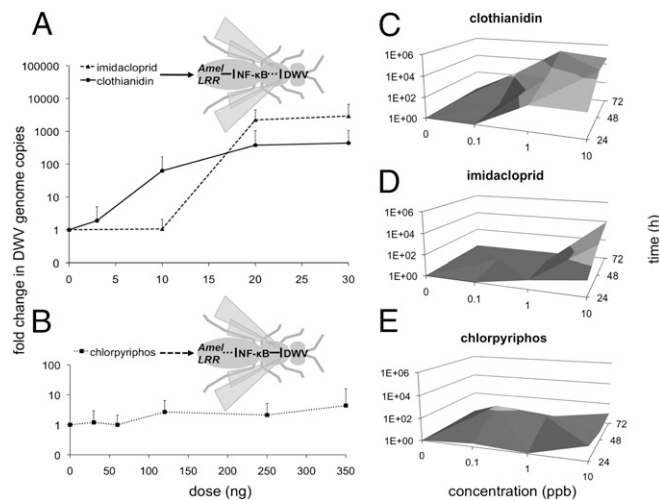 A
imidacloprid
clothianidin
Amel
LRR
NF-κB
DWV
100000
10000
1000
100
10
1
0
0 5 10 15 20 25 30
fold change in DWV genome copies
B
chlorpyriphos
Amel
LRR
NF-κB
DWV
100
10
1
0
0 50 100 150 200 250 300 350
dose (ng)
C
clothianidin
1E+06
1E+04
1E+02
1E+00
0 0.1 1 10
24 48 72
D
imidacloprid
1E+06
1E+04
1E+02
1E+00
0 0.1 1 10
24 48 72
time (h)
E
chlorpyriphos
1E+06
1E+04
1E+02
1E+00
0 0.1 1 10
24 48 72
concentration (ppb)